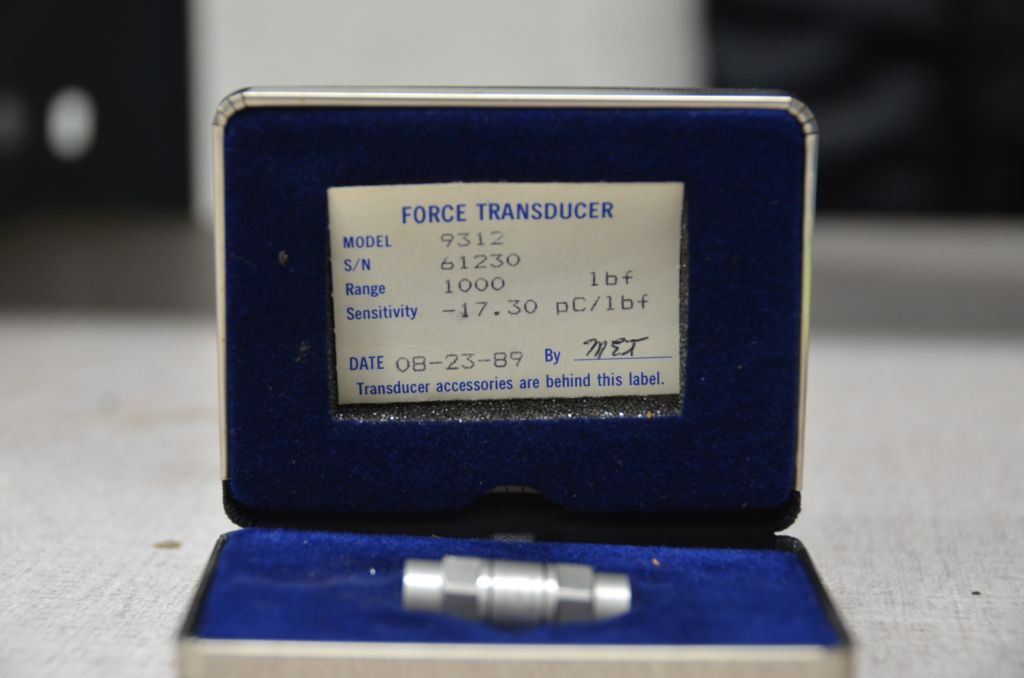 FORCE TRANSDUCER
MODEL 9312
S/N 61230
Range 1000 lbf
Sensitivity -17.30 pC/lbf
DATE 08-23-89 By MET
Transducer accessories are behind this label.